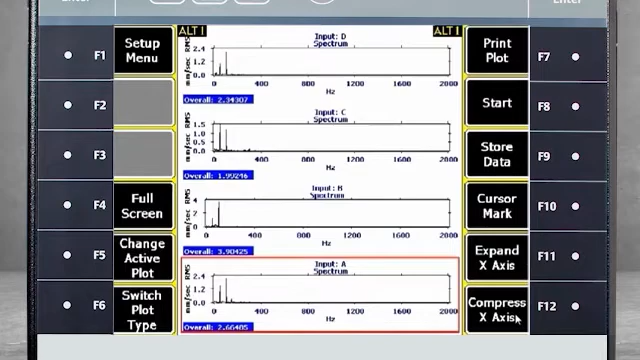 Enter
Enter
F1
F2
F3
F4
F5
F6
Setup
Menu
Full
Screen
Change
Active
Plot
Switch
Plot
Type
ALT1
ALT1
Input: D
Spectrum
mm/sec RMS
2.4
1.2
0.0
0
400
800
1200
1600
2000
Hz
Overall: 2.34307
Input: C
Spectrum
mm/sec RMS
1.5
1.0
0.5
0.0
0
400
800
1200
1600
2000
Hz
Overall: 1.99246
Input: B
Spectrum
mm/sec RMS
4
2
0
0
400
800
1200
1600
2000
Hz
Overall: 3.90425
Input: A
Spectrum
mm/sec RMS
2.4
1.2
0.0
0
400
800
1200
1600
2000
Hz
Overall: 2.66485
Print
Plot
Start
Store
Data
Cursor
Mark
Expand
X Axis
Compress
X Axis
F7
F8
F9
F10
F11
F12